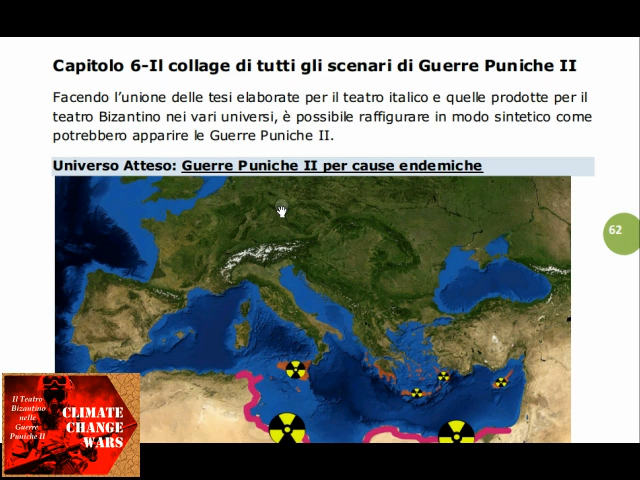 Capitolo 6-Il collage di tutti gli scenari di Guerre Puniche II
Facendo l'unione delle tesi elaborate per il teatro italico e quelle prodotte per il
teatro Bizantino nei vari universi, è possibile raffigurare in modo sintetico come
potrebbero apparire le Guerre Puniche II.
Universo Atteso: Guerre Puniche II per cause endemiche
62
Il Teatro
Bizantino
nelle
Guerre
Puniche II
CLIMATE
CHANGE
WARS